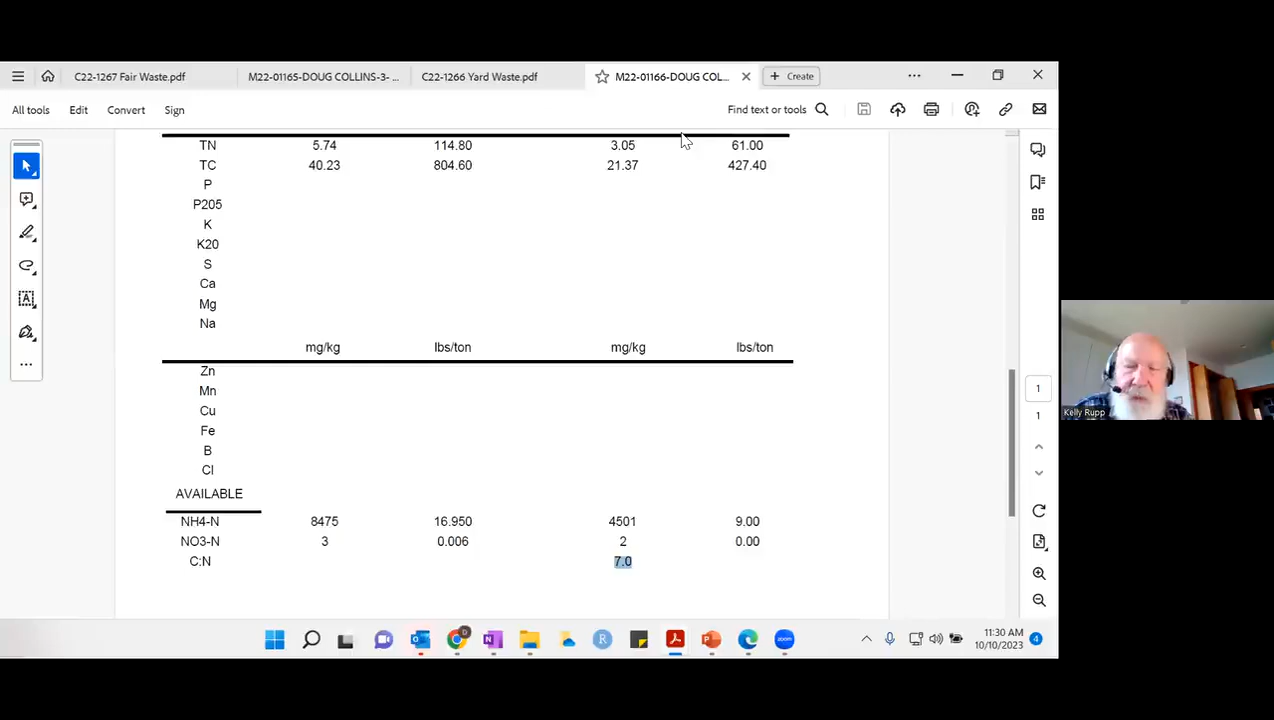 C22-1267 Fair Waste.pdf M22-01165-DOUG COLLINS-3- ... C22-1266 Yard Waste.pdf M22-01166-DOUG COL... Create
All tools Edit Convert Sign Find text or tools
TN 5.74 114.80 3.05 61.00
TC 40.23 804.60 21.37 427.40
P
P205
K
K20
S
Ca
Mg
Na
mg/kg lbs/ton mg/kg lbs/ton
Zn
Mn
Cu
Fe
B
Cl
AVAILABLE
NH4-N 8475 16.950 4501 9.00
NO3-N 3 0.006 2 0.00
C:N 7.0
1
1
Kelly Rupp
11:30 AM
10/10/2023
4